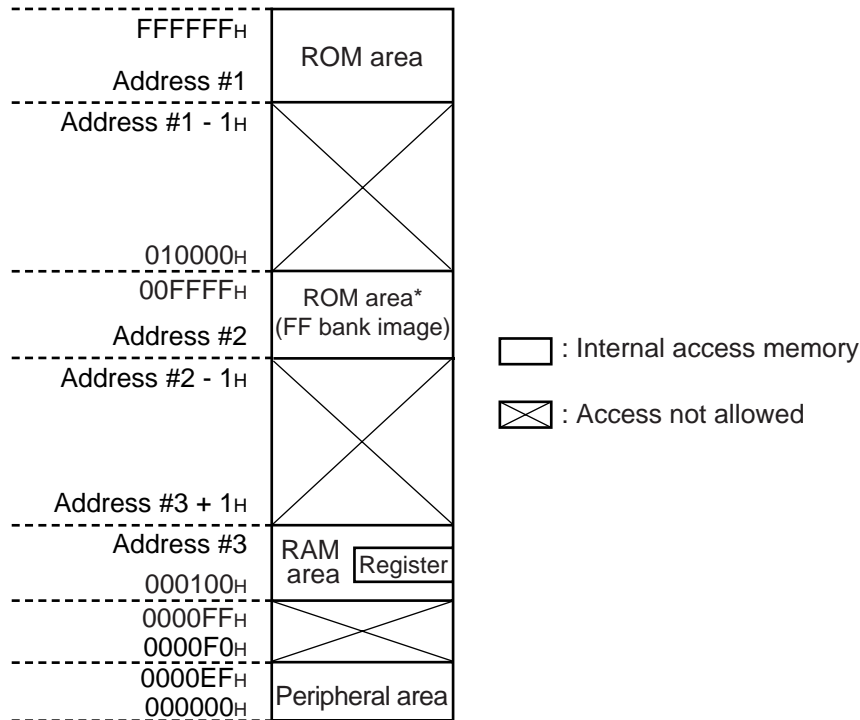 FFFFFFH
ROM area
Address #1
Address #1 - 1H
010000H
00FFFFH
ROM area*
(FF bank image)
Address #2
: Internal access memory
Address #2 - 1H
: Access not allowed
Address #3 + 1H
Address #3
RAM
area
Register
000100H
0000FFH
0000F0H
0000EFH
Peripheral area
000000H